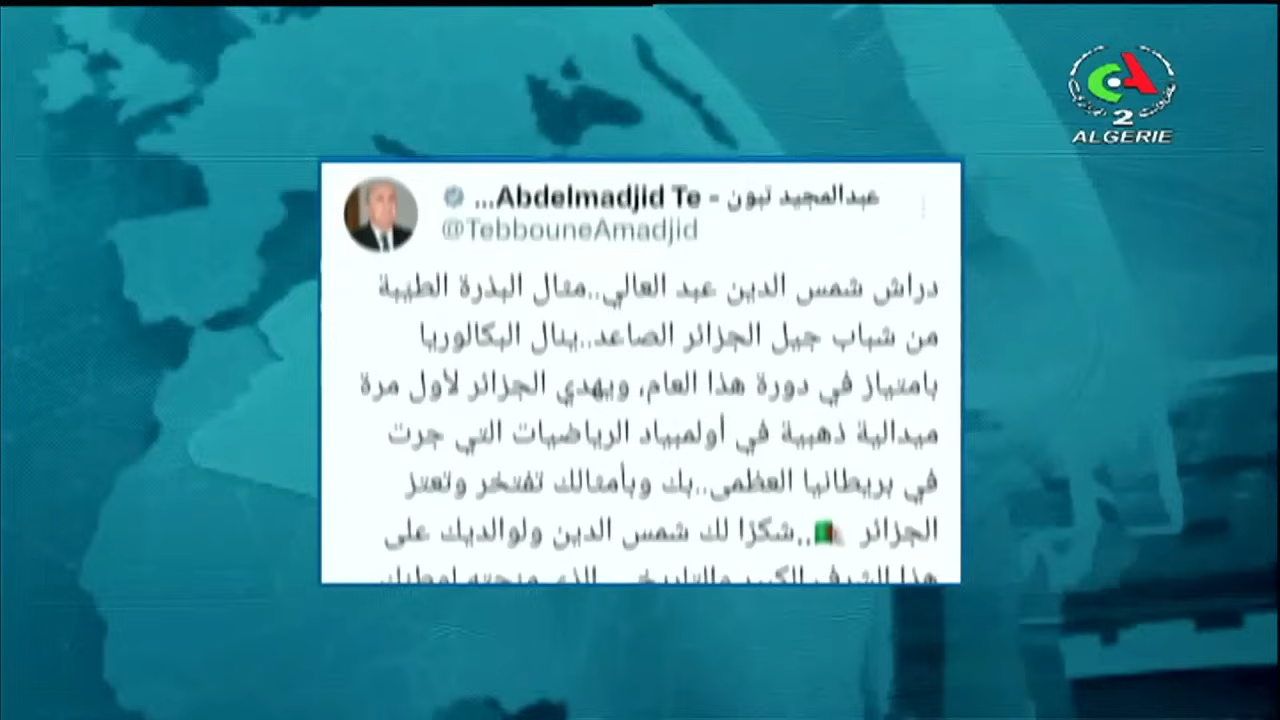 2
ALGERIE
عبدالمجيد تبون - Abdelmadjid Te...
@TebbouneAmadjid
دراش شمس الدين عبد العالي..مثال البذرة الطيبة
من شباب جيل الجزائر الصاعد..ينال البكالوريا
بامتياز في دورة هذا العام، ويهدي الجزائر لأول مرة
ميدالية ذهبية في أولمبياد الرياضيات التي جرت
في بريطانيا العظمى..بك وبأمثالك تفتخر وتعتز
الجزائر 🇩🇿..شكرًا لك شمس الدين ولوالديك على